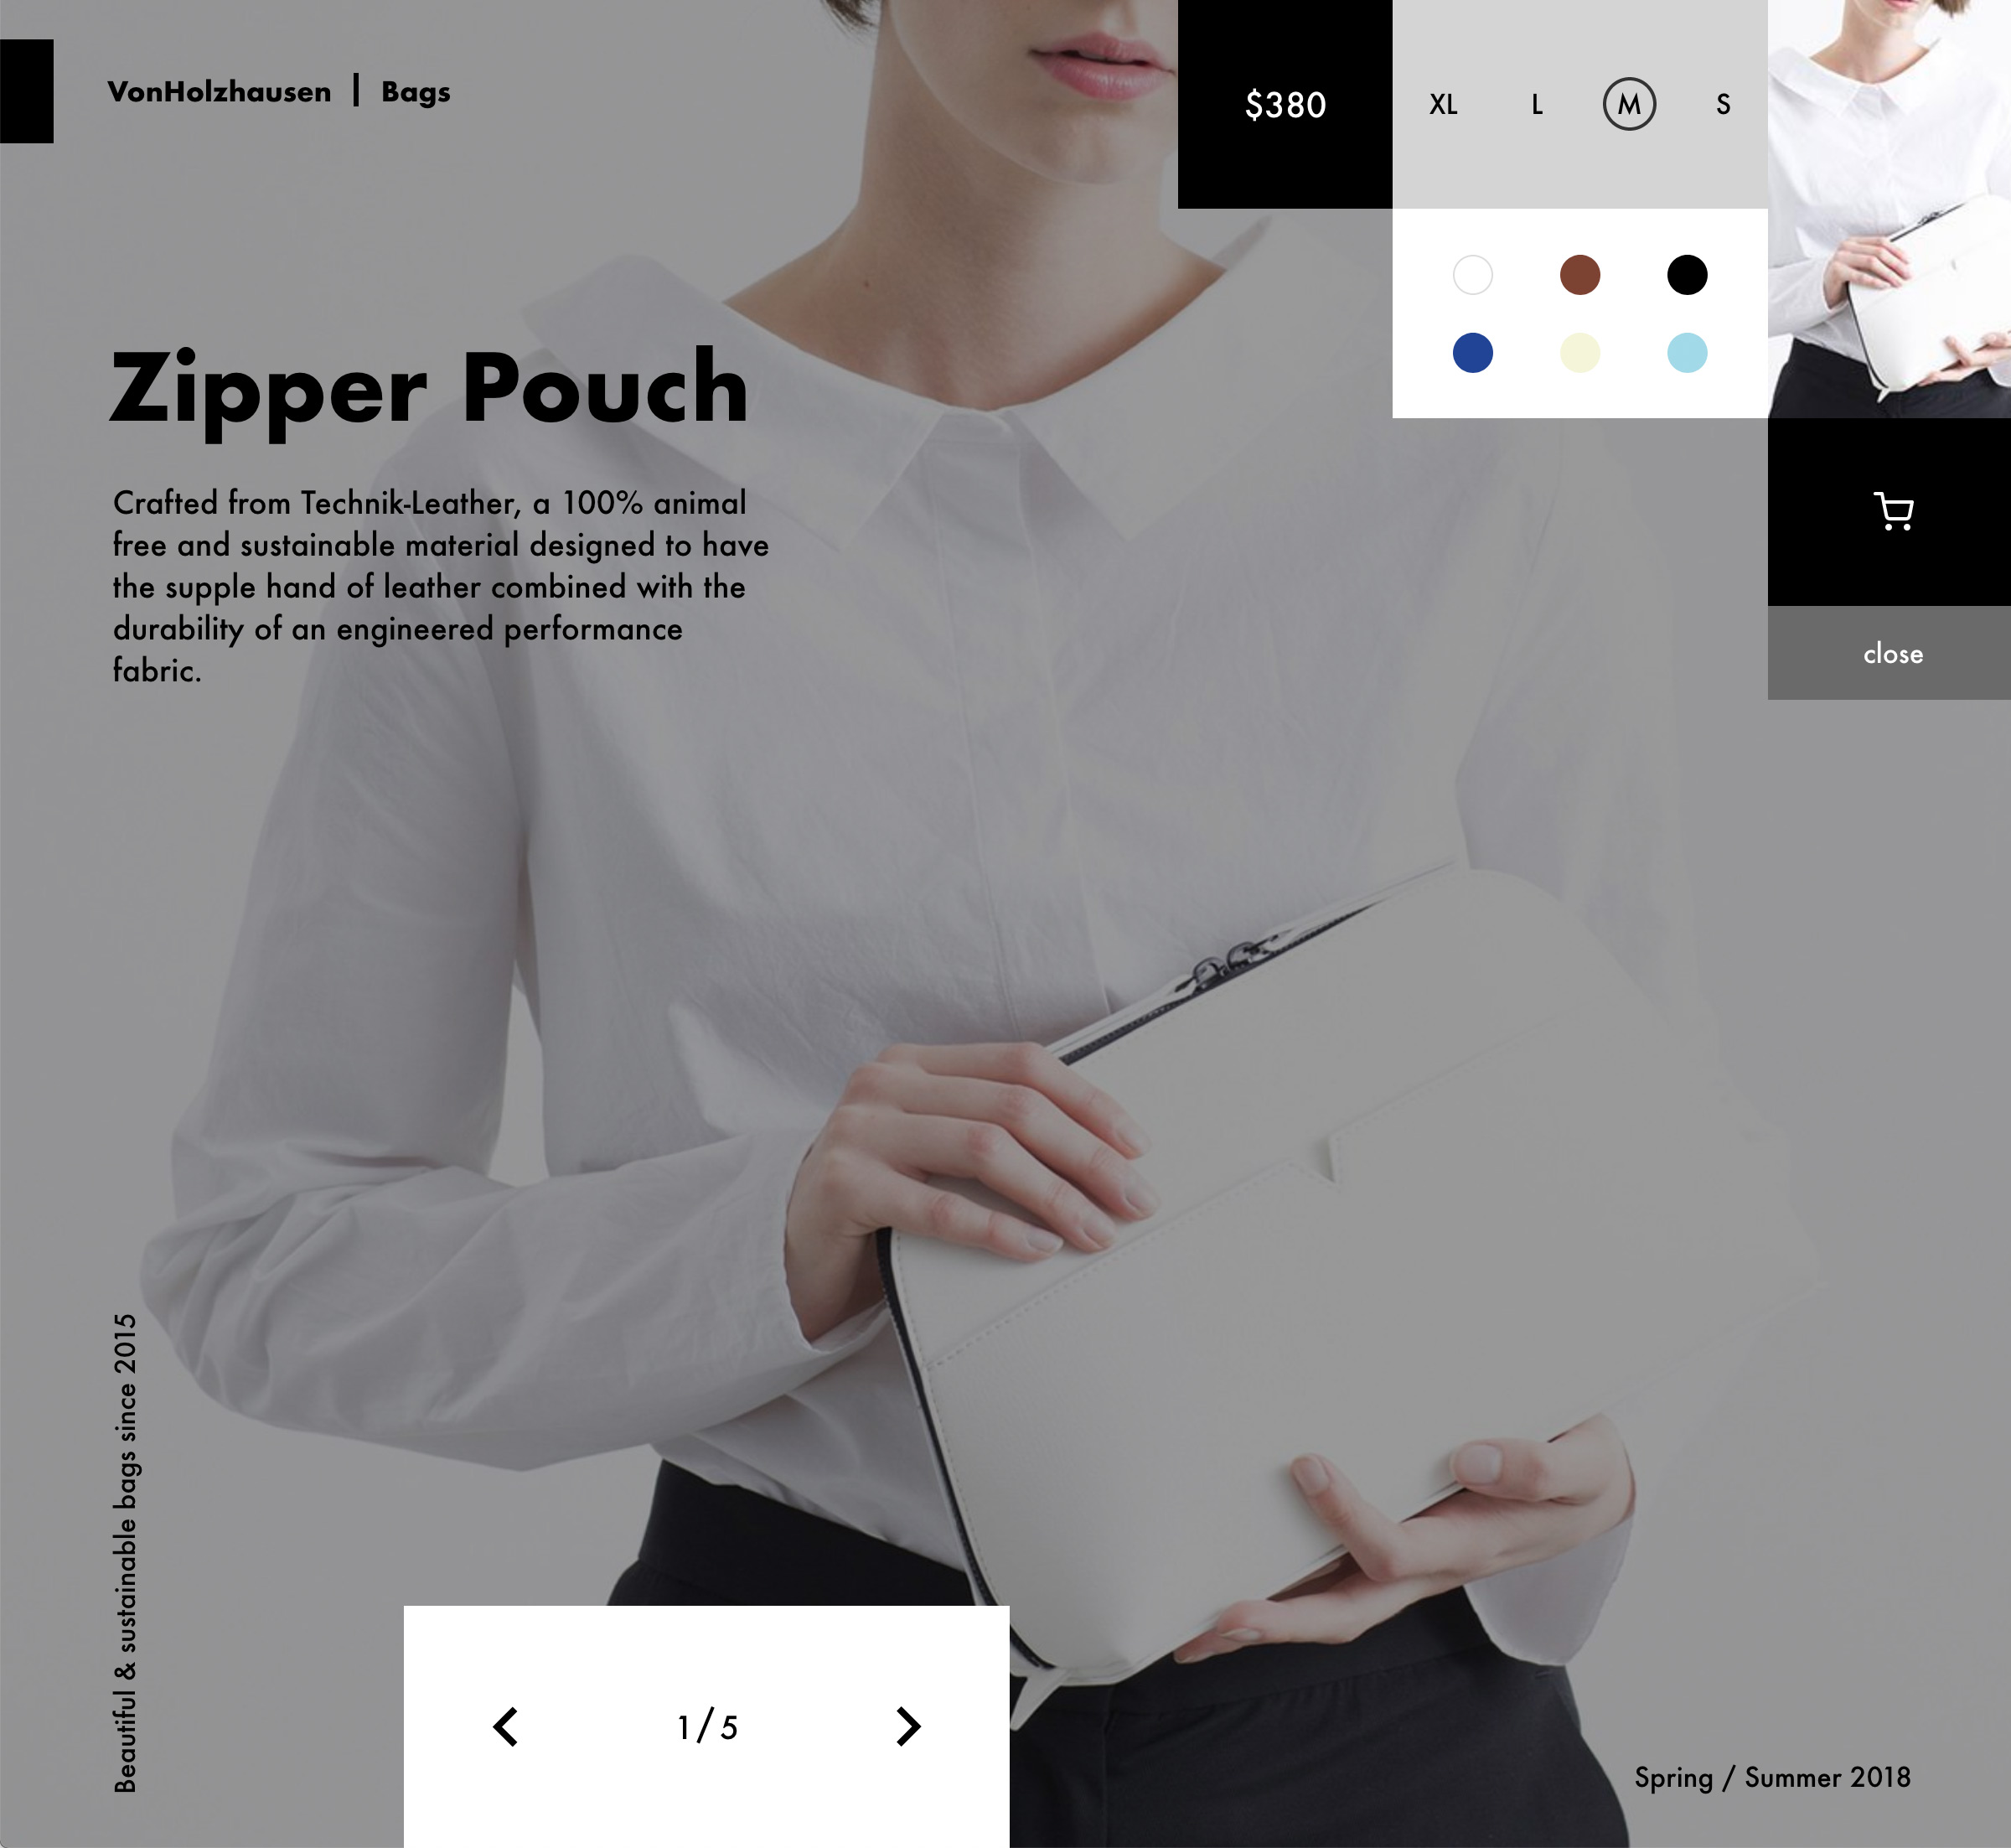 VonHolzhausen | Bags
$380
XL L M S
Zipper Pouch
Crafted from Technik-Leather, a 100% animal
free and sustainable material designed to have
the supple hand of leather combined with the
durability of an engineered performance
fabric.
close
Beautiful & sustainable bags since 2015
1/5
Spring / Summer 2018